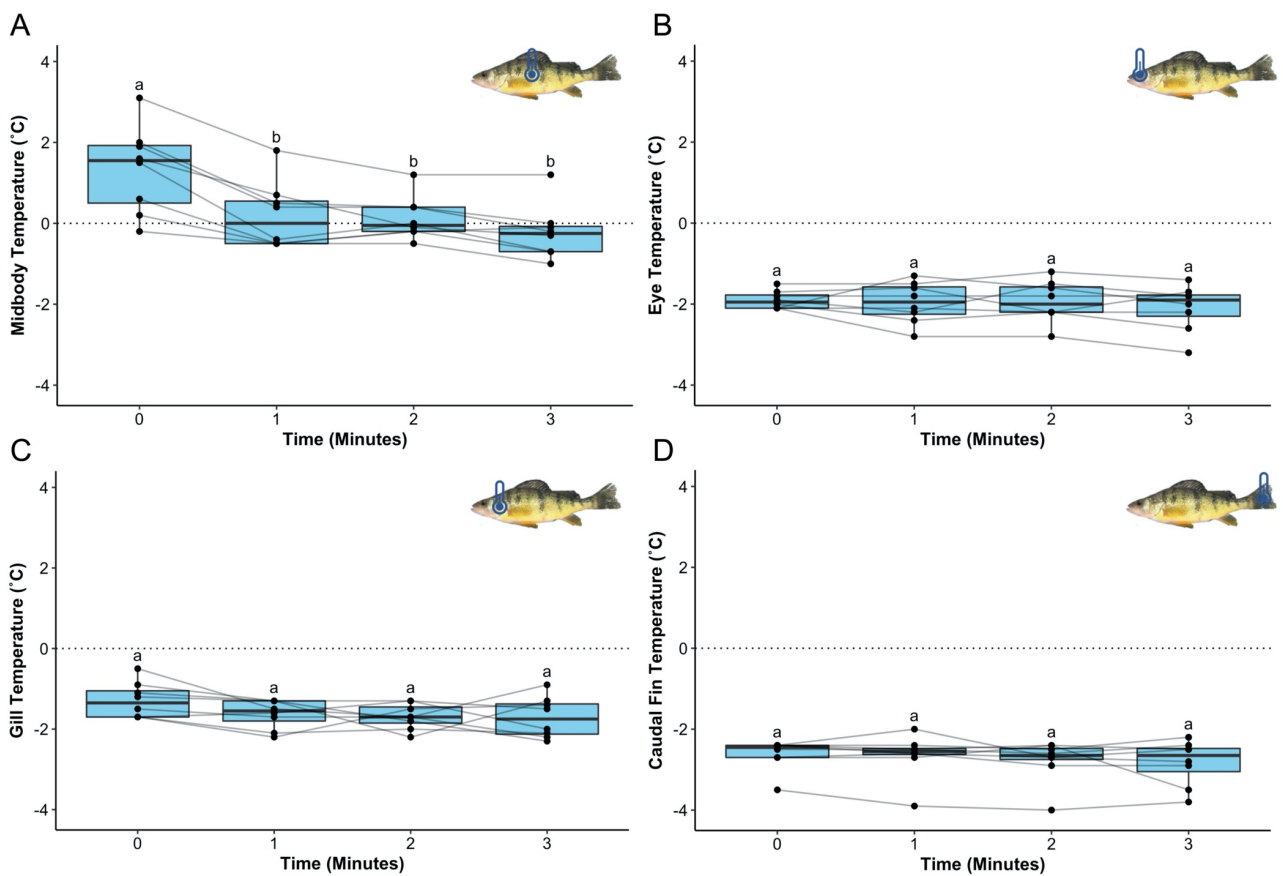 A
4
2
0
-2
-4
Midbody Temperature (˚C)
a
b
b
b
0
1
2
3
Time (Minutes)
B
4
2
0
-2
-4
Eye Temperature (˚C)
a
a
a
a
0
1
2
3
Time (Minutes)
C
4
2
0
-2
-4
Gill Temperature (˚C)
a
a
a
a
0
1
2
3
Time (Minutes)
D
4
2
0
-2
-4
Caudal Fin Temperature (˚C)
a
a
a
a
0
1
2
3
Time (Minutes)